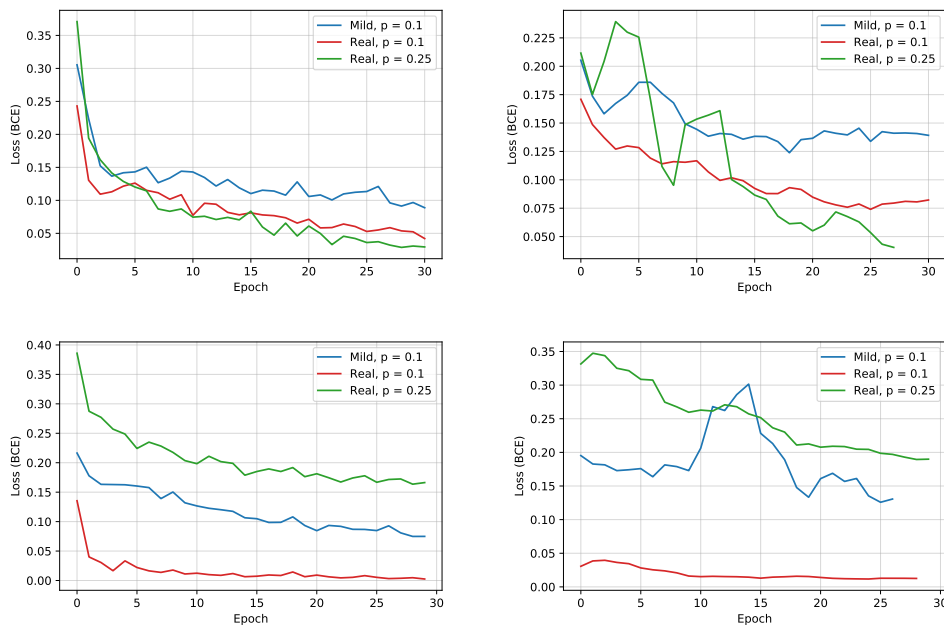 0.35
0.30
0.25
0.20
0.15
0.10
0.05
Loss (BCE)
Mild, p = 0.1
Real, p = 0.1
Real, p = 0.25
0 5 10 15 20 25 30
Epoch
0.225
0.200
0.175
0.150
0.125
0.100
0.075
0.050
Loss (BCE)
Mild, p = 0.1
Real, p = 0.1
Real, p = 0.25
0 5 10 15 20 25 30
Epoch
0.40
0.35
0.30
0.25
0.20
0.15
0.10
0.05
0.00
Loss (BCE)
Mild, p = 0.1
Real, p = 0.1
Real, p = 0.25
0 5 10 15 20 25 30
Epoch
0.35
0.30
0.25
0.20
0.15
0.10
0.05
0.00
Loss (BCE)
Mild, p = 0.1
Real, p = 0.1
Real, p = 0.25
0 5 10 15 20 25 30
Epoch